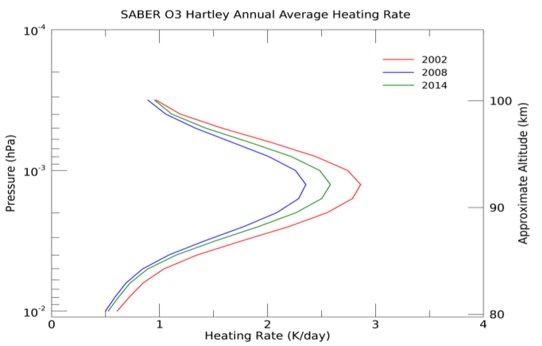 SABER O3 Hartley Annual Average Heating Rate
10⁻⁴
10⁻³
10⁻²
Pressure (hPa)
2002
2008
2014
100
90
80
Approximate Altitude (km)
0 1 2 3 4
Heating Rate (K/day)